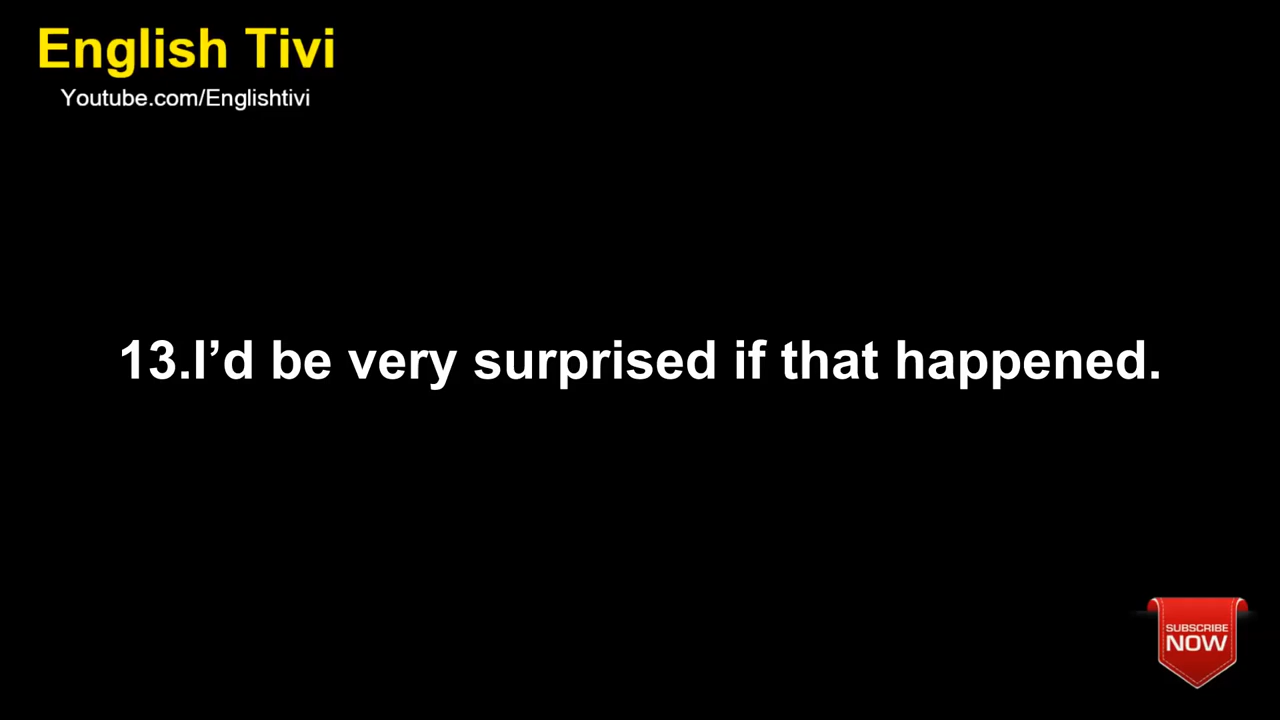 English Tivi
Youtube.com/Englishtivi
13.I’d be very surprised if that happened.
SUBSCRIBE
NOW